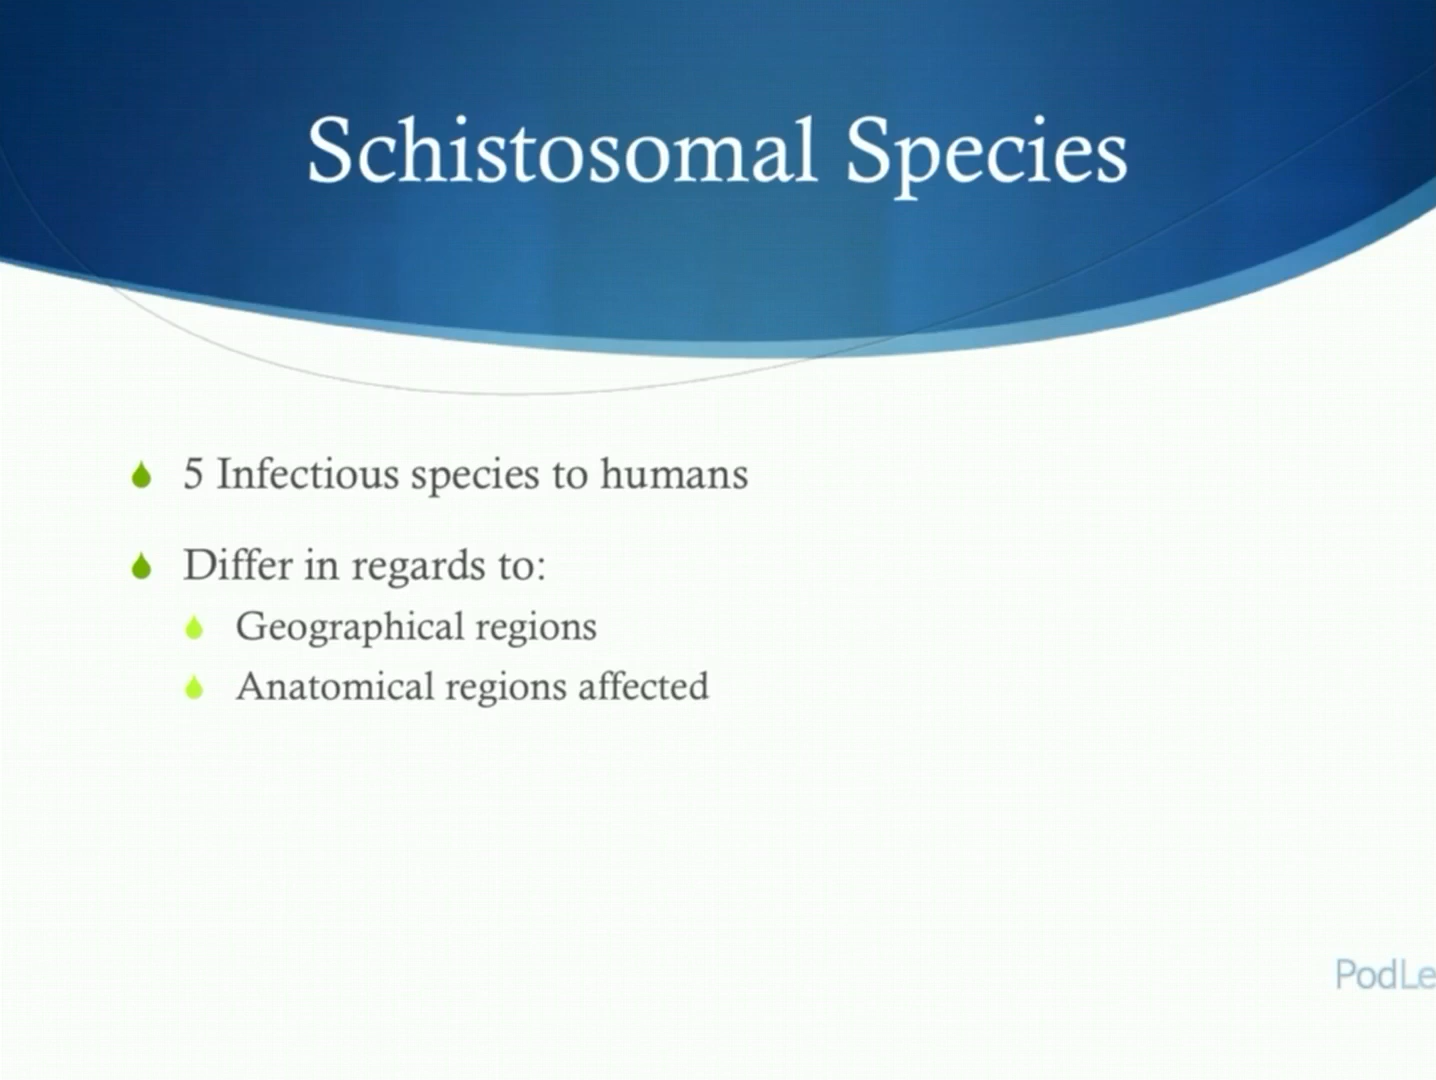 Schistosomal Species
5 Infectious species to humans
Differ in regards to:
Geographical regions
Anatomical regions affected
PodLe